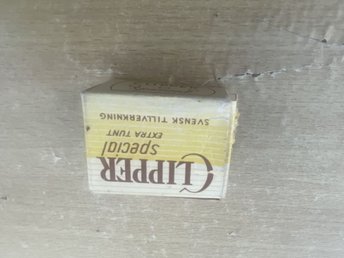 CLIPPER
special
EXTRA TUNT
SVENSK TILLVERKNING